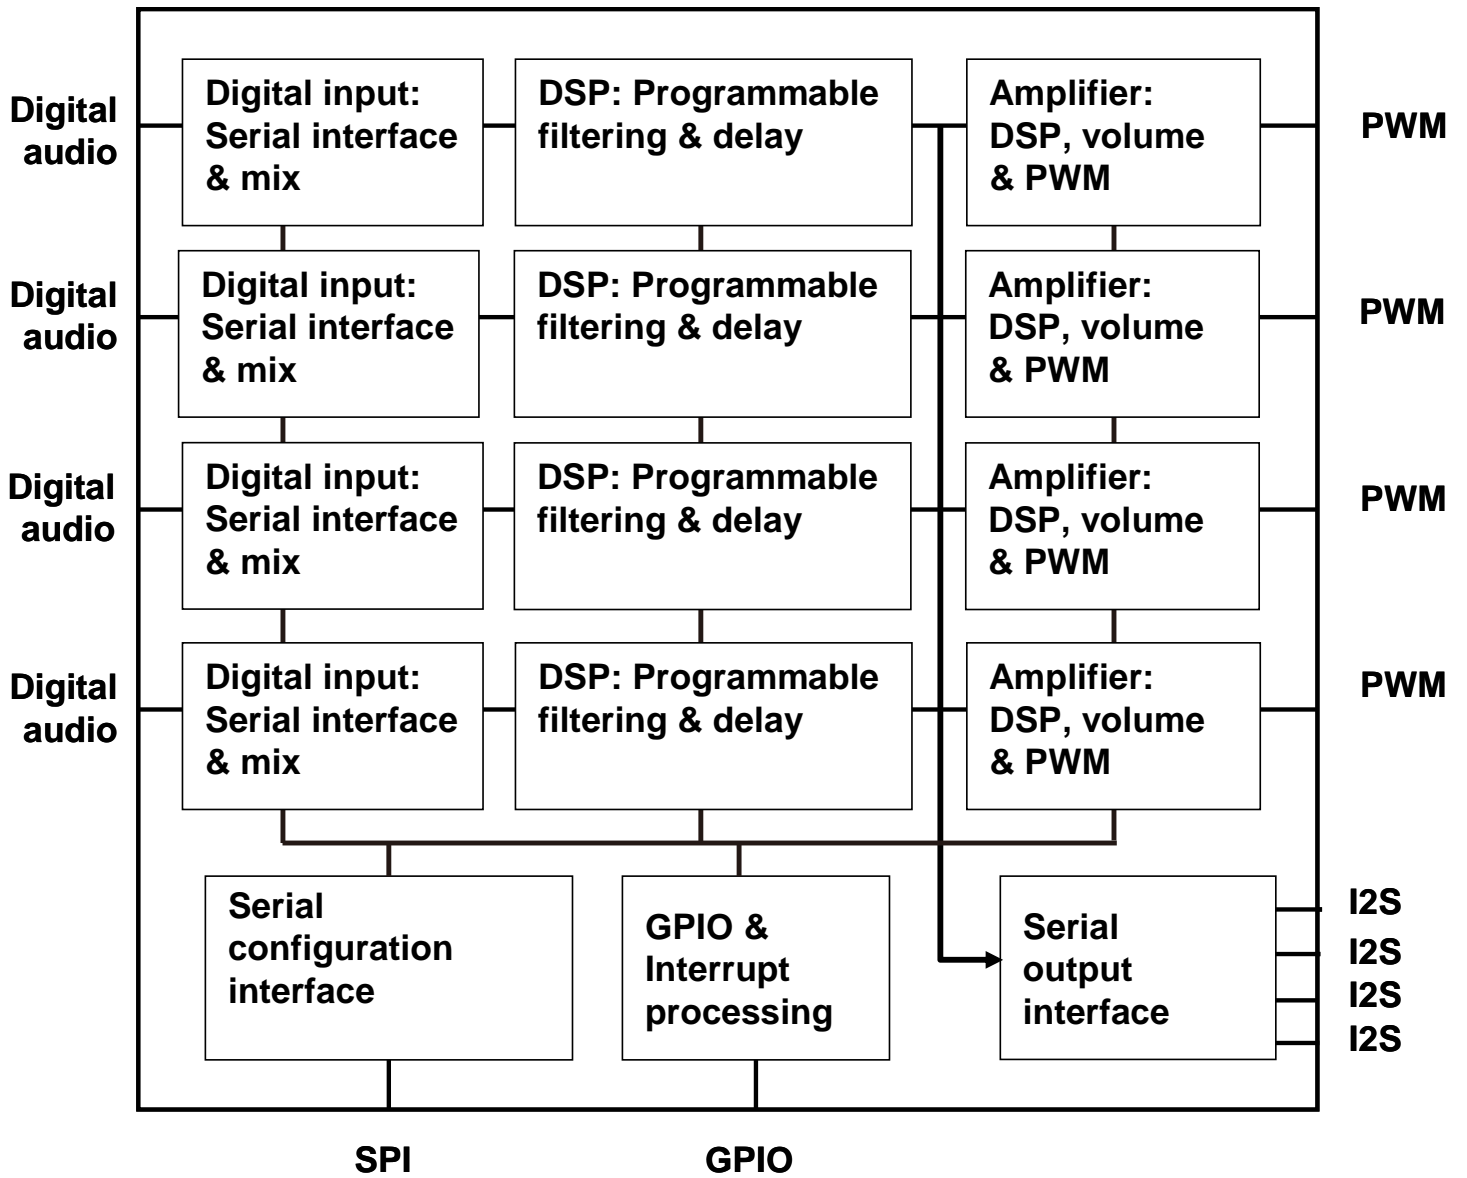 Digital
audio
Digital input:
Serial interface
& mix
DSP: Programmable
filtering & delay
Amplifier:
DSP, volume
& PWM
PWM
Digital
audio
Digital input:
Serial interface
& mix
DSP: Programmable
filtering & delay
Amplifier:
DSP, volume
& PWM
PWM
Digital
audio
Digital input:
Serial interface
& mix
DSP: Programmable
filtering & delay
Amplifier:
DSP, volume
& PWM
PWM
Digital
audio
Digital input:
Serial interface
& mix
DSP: Programmable
filtering & delay
Amplifier:
DSP, volume
& PWM
PWM
Serial
configuration
interface
GPIO &
Interrupt
processing
Serial
output
interface
I2S
I2S
I2S
I2S
SPI
GPIO